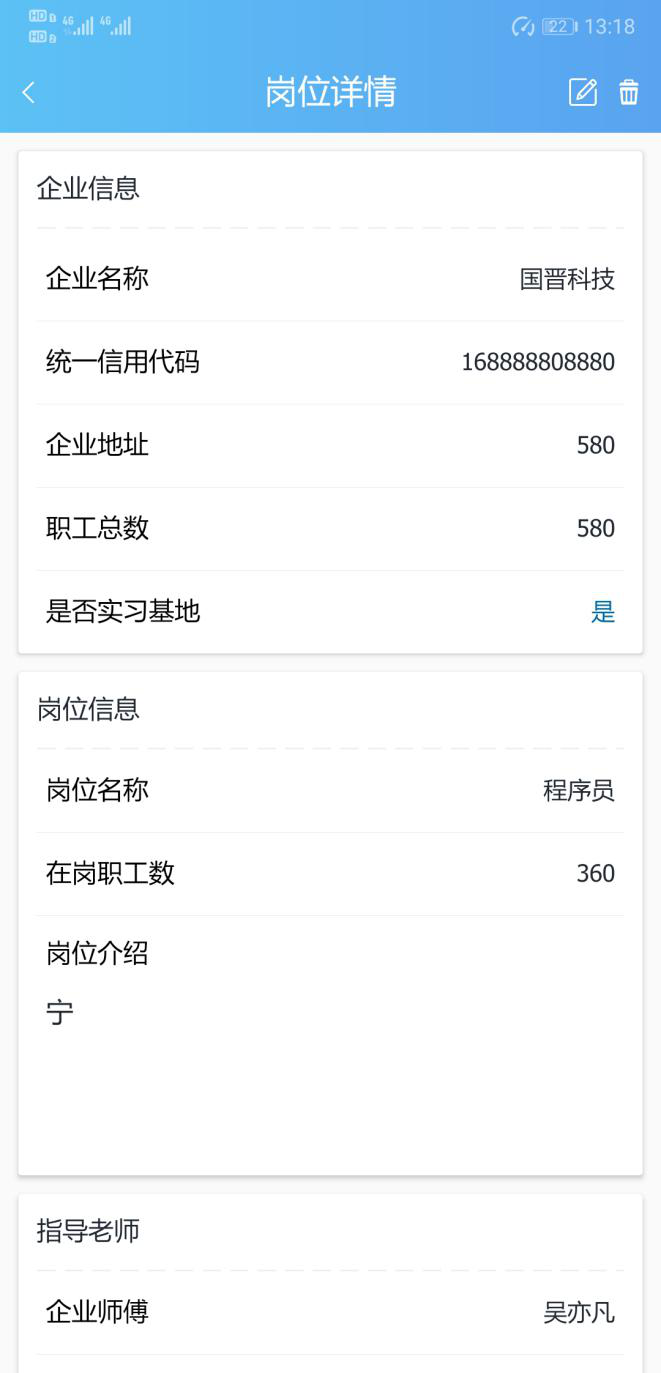 HD 1 4G 4G 22 13:18
HD 2
岗位详情
企业信息
企业名称 国晋科技
统一信用代码 168888808880
企业地址 580
职工总数 580
是否实习基地 是
岗位信息
岗位名称 程序员
在岗职工数 360
岗位介绍
宁
指导老师
企业师傅 吴亦凡